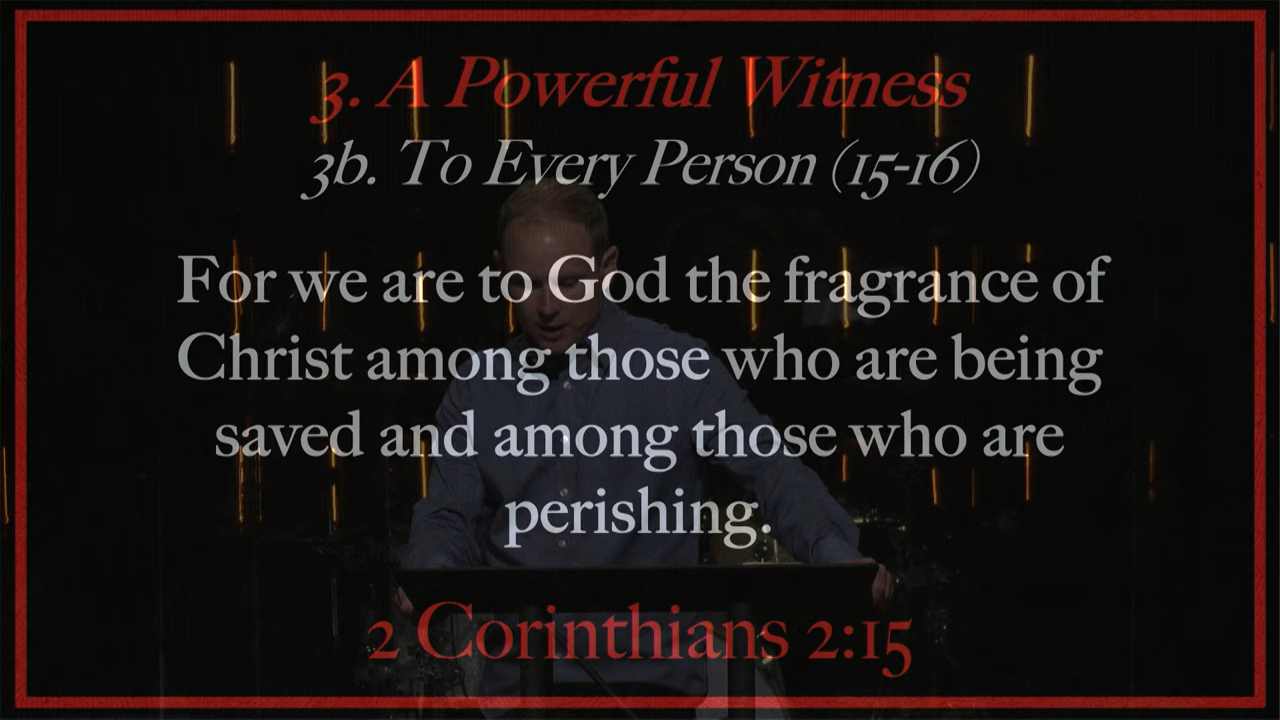 3. A Powerful Witness
3b. To Every Person (15-16)
For we are to God the fragrance of
Christ among those who are being
saved and among those who are
perishing.
2 Corinthians 2:15